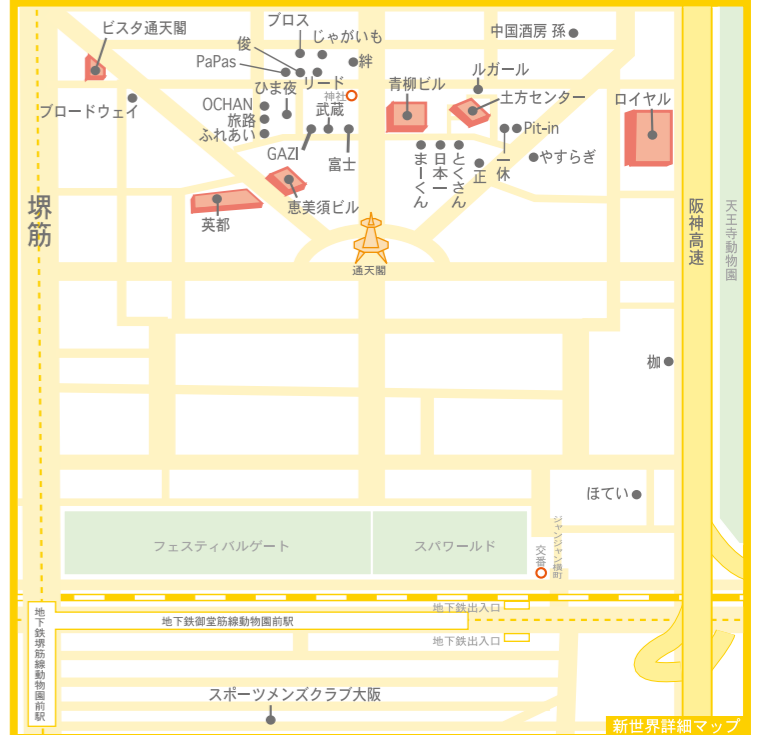 ビスタ通天閣
ブロス
じゃがいも
俊
PaPas
絆
中国酒房 孫
ひま夜
リード
神社
青柳ビル
ルガール
土方センター
ロイヤル
ブロードウェイ
OCHAN
旅路
ふれあい
武蔵
Pit-in
GAZI
富士
まーくん
日本一
とくさん
正
一休
やすらぎ
堺筋
英都
恵美須ビル
通天閣
阪神高速
天王寺動物園
枷
ほてい
フェスティバルゲート
スパワールド
交番
ジャンジャン横町
地下鉄出入口
地下鉄御堂筋線動物園前駅
地下鉄出入口
地下鉄堺筋線動物園前駅
スポーツメンズクラブ大阪
新世界詳細マップ